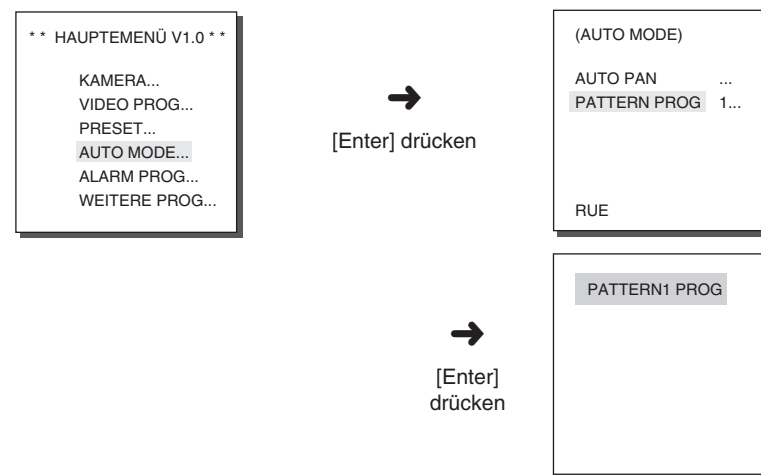 * * HAUPTEMENÜ V1.0 * *
KAMERA...
VIDEO PROG...
PRESET...
AUTO MODE...
ALARM PROG...
WEITERE PROG...
[Enter] drücken
(AUTO MODE)
AUTO PAN ...
PATTERN PROG 1...
RUE
[Enter]
drücken
PATTERN1 PROG